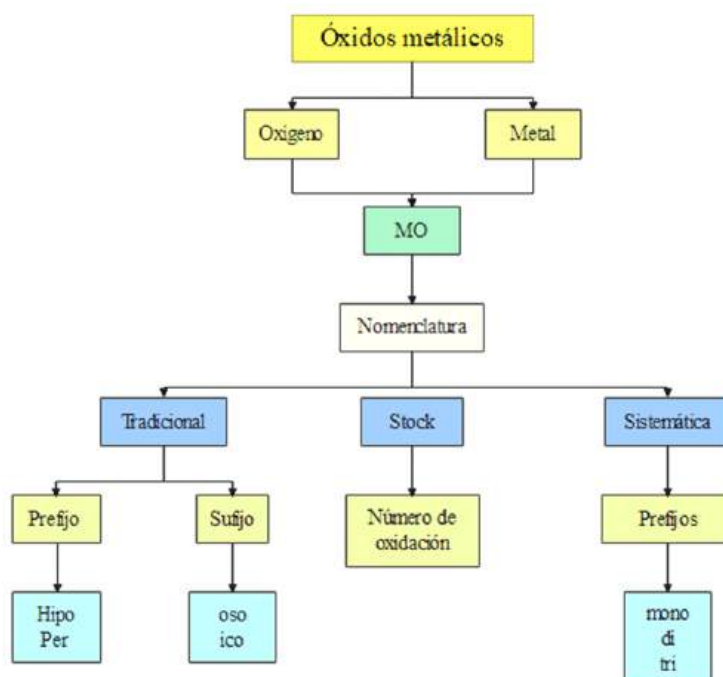 Óxidos metálicos
Oxígeno
Metal
MO
Nomenclatura
Tradicional
Stock
Sistemática
Prefijo
Sufijo
Número de
oxidación
Prefijos
Hipo
Per
oso
ico
mono
di
tri